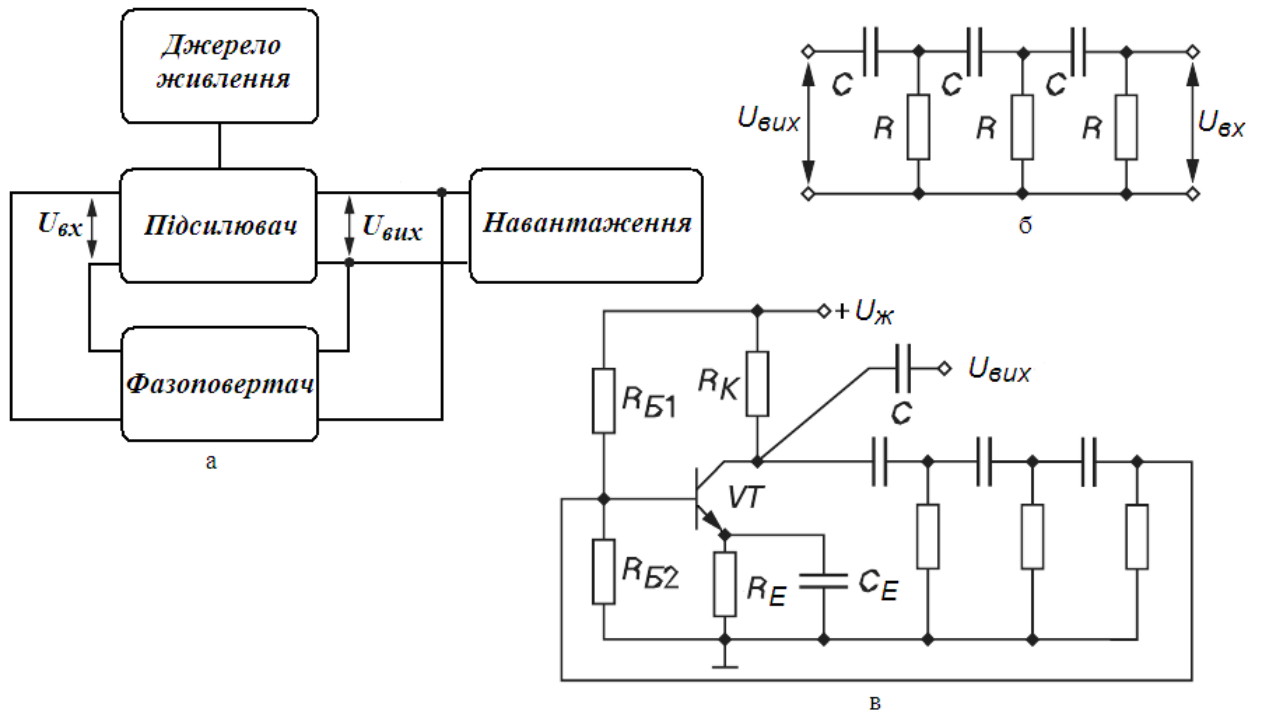 Джерело
живлення
Uвх
Підсилювач
Uвих
Навантаження
Фазоповертач
а
C
C
C
Uвих
R
R
R
Uвх
б
+ Uж
RБ1
RК
C
Uвих
VT
RБ2
RЕ
CЕ
в